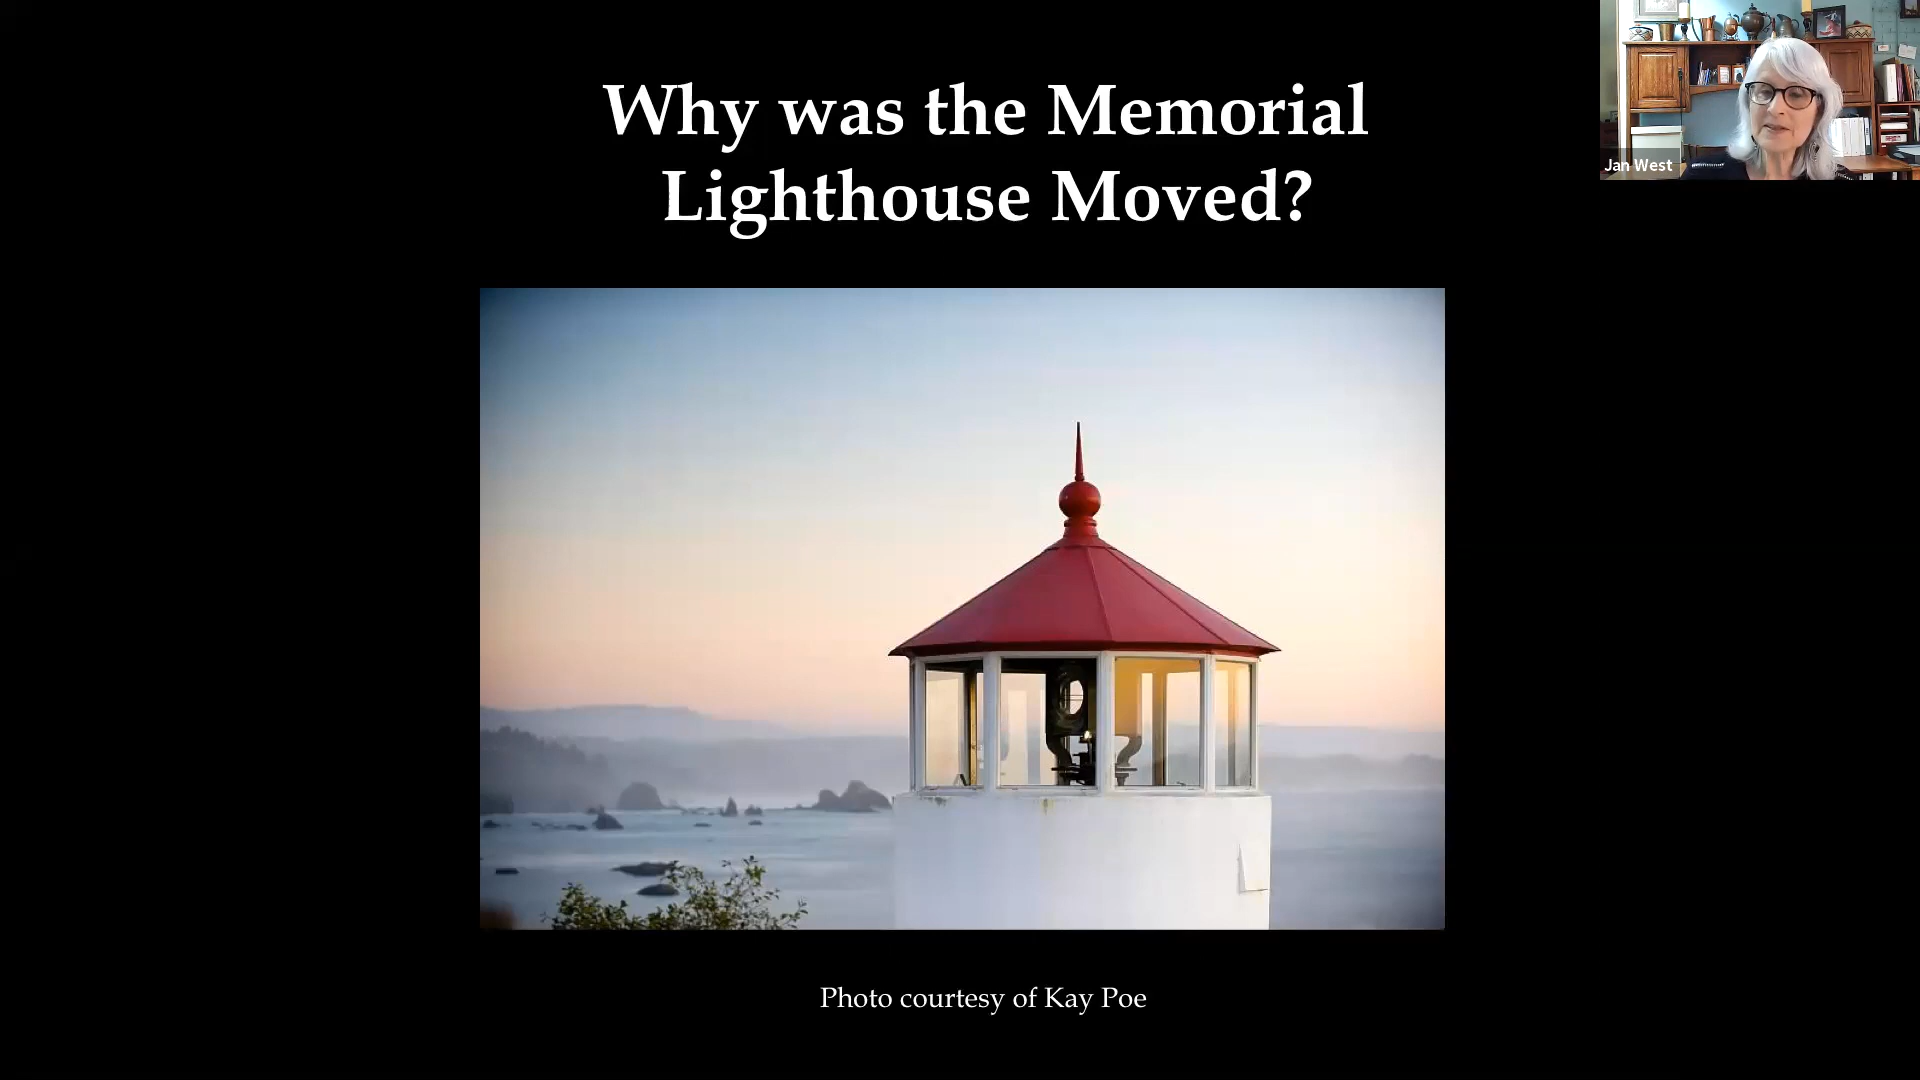 Why was the Memorial
Lighthouse Moved?
Jan West
Photo courtesy of Kay Poe